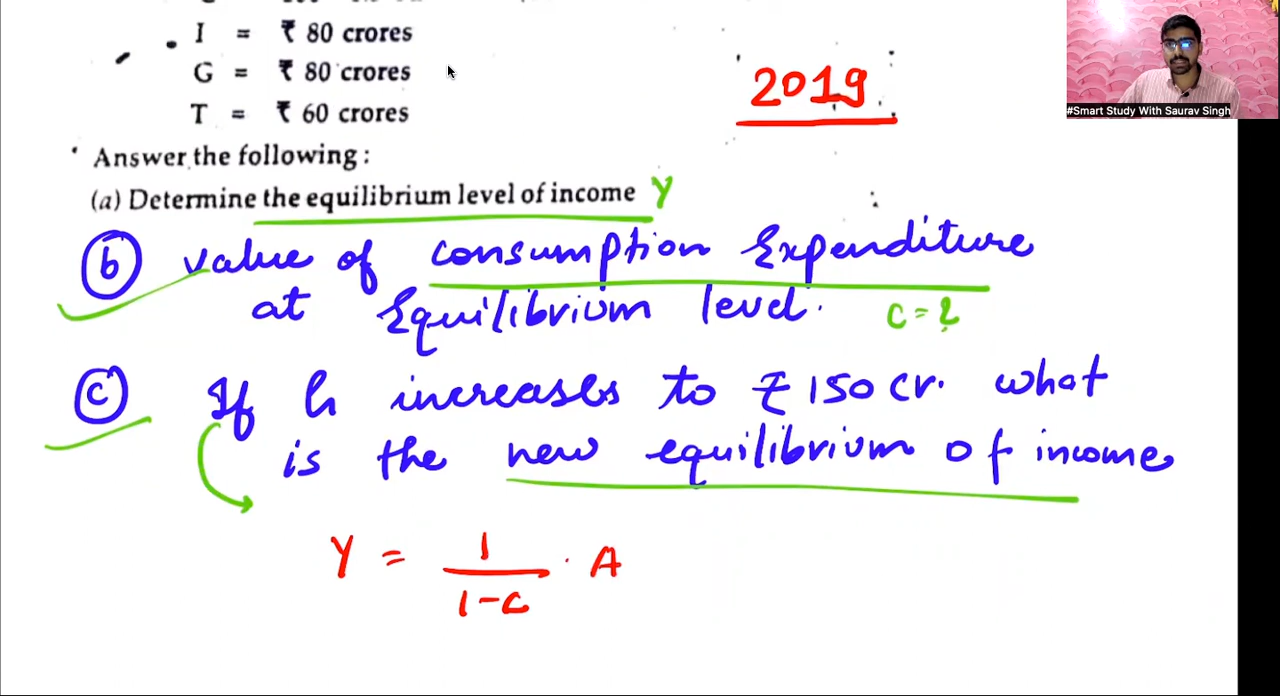 I = ₹ 80 crores
G = ₹ 80 crores
T = ₹ 60 crores
2019
#Smart Study With Saurav Singh
Answer the following :
(a) Determine the equilibrium level of income Y
(b) value of consumption Expenditure
at Equilibrium level. C = ?
(c) If G increases to ₹ 150 cr. what
is the new equilibrium of income
Y = 1/1-c . A